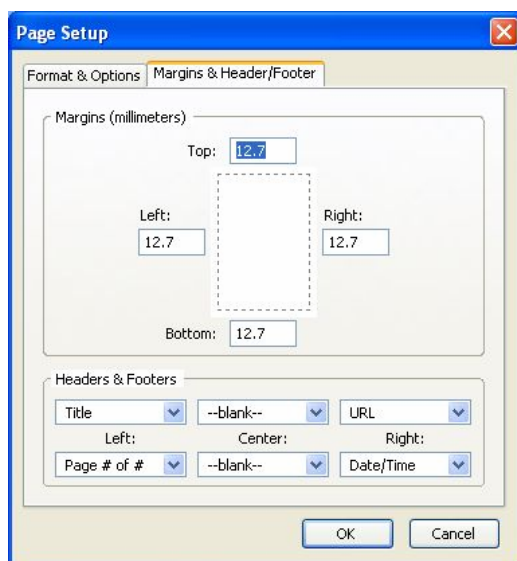 Page Setup
Format & Options Margins & Header/Footer
Margins (millimeters)
Top: 12.7
Left: Right:
12.7 12.7
Bottom: 12.7
Headers & Footers
Title --blank-- URL
Left: Center: Right:
Page # of # --blank-- Date/Time
OK Cancel